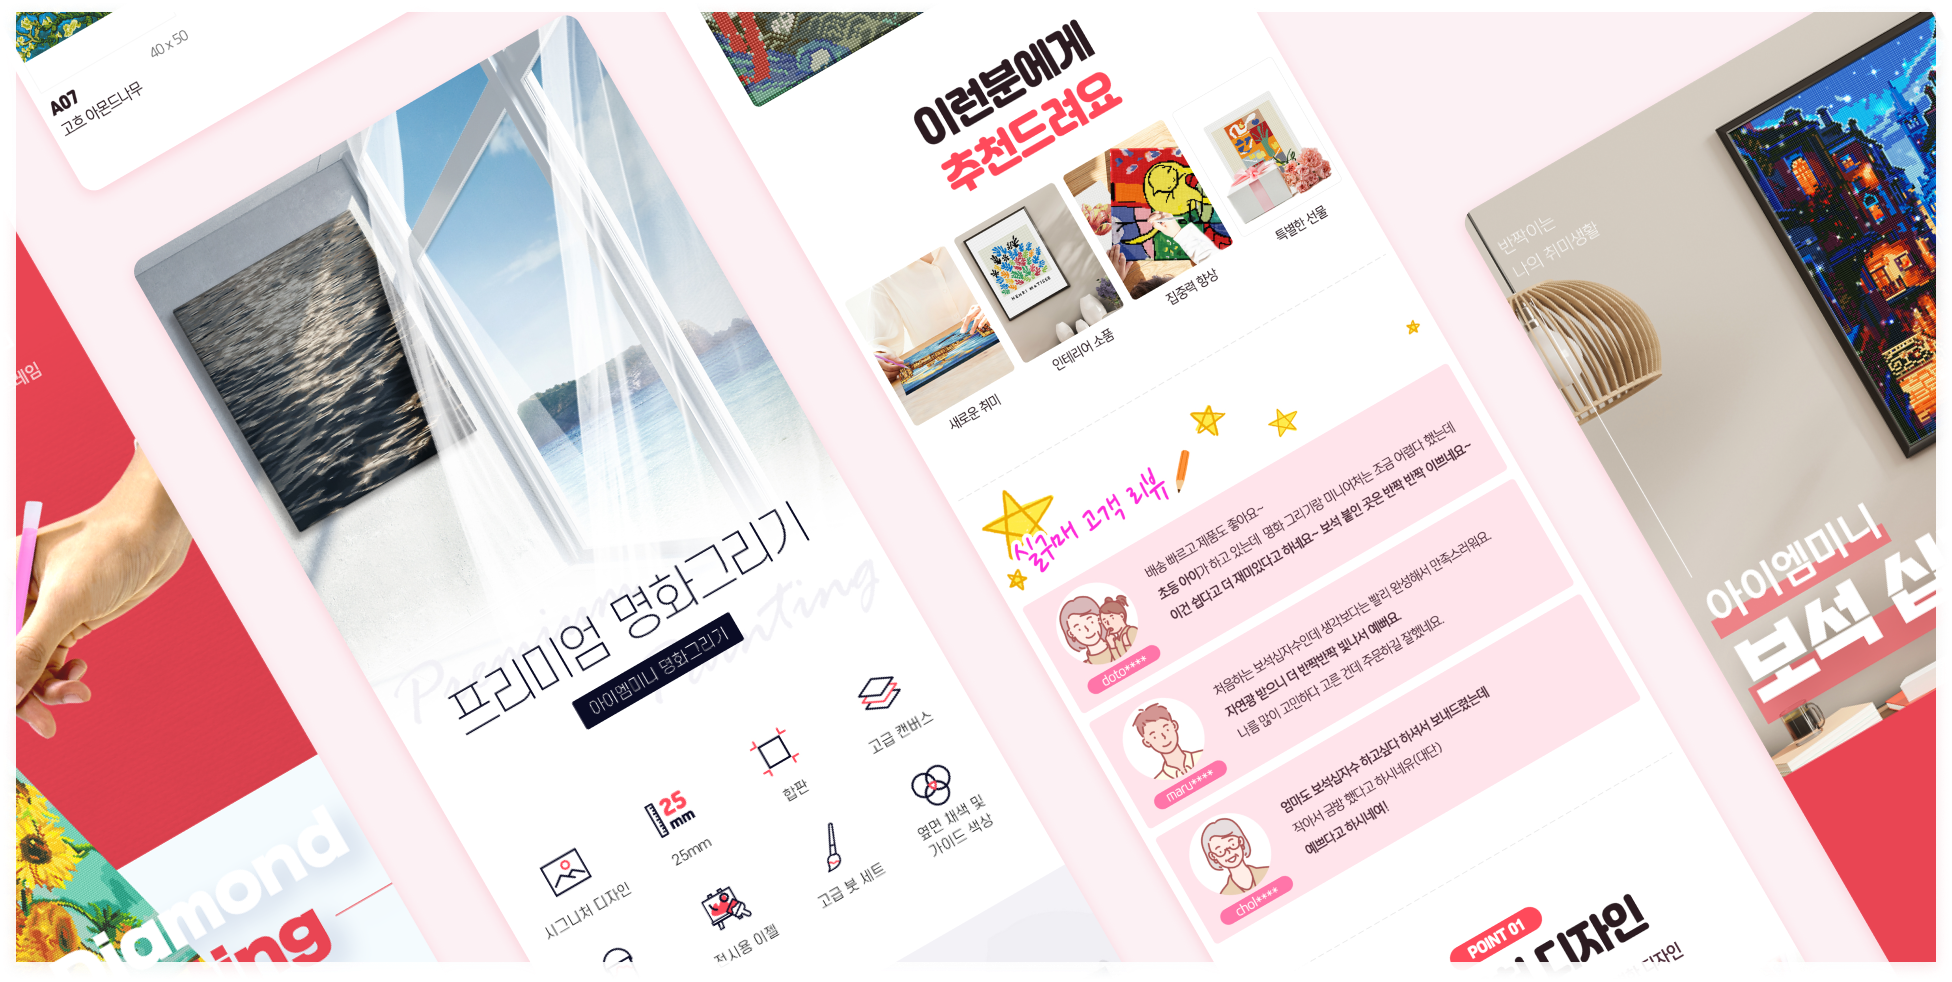 40 x 50
A07
고흐 아몬드나무
레임
Diamond
프리미엄 명화그리기
아이엠미니 명화그리기
고급 캔버스
합판
25
mm
25mm
시그니처 디자인
옆면 채색 및
가이드 색상
고급 붓 세트
전시용 이젤
이런분에게
추천드려요
새로운 취미
HENRI MATISSE
인테리어 소품
집중력 향상
특별한 선물
실구매 고객 리뷰
배송 빠르고 제품도 좋아요~
초등 아이가 하고 있는데 명화 그리기랑 미니어처는 조금 어렵다 했는데
이건 쉽다고 더 재미있다고 하네요~ 보석 붙인 곳은 반짝 반짝 이쁘네요~
doto****
처음하는 보석십자수인데 생각보다는 빨리 완성해서 만족스러워요.
자연광 받으니 더 반짝반짝 빛나서 예뻐요.
나름 많이 고민하다 고른 건데 주문하길 잘했네요.
maru****
엄마도 보석십자수 하고싶다 하셔서 보내드렸는데
작아서 금방 했다고 하시네유(대단)
예쁘다고 하시네여!
chol****
POINT 01
디자인
디자인
반짝이는
나의 취미생활
아이엠미니
보석 십